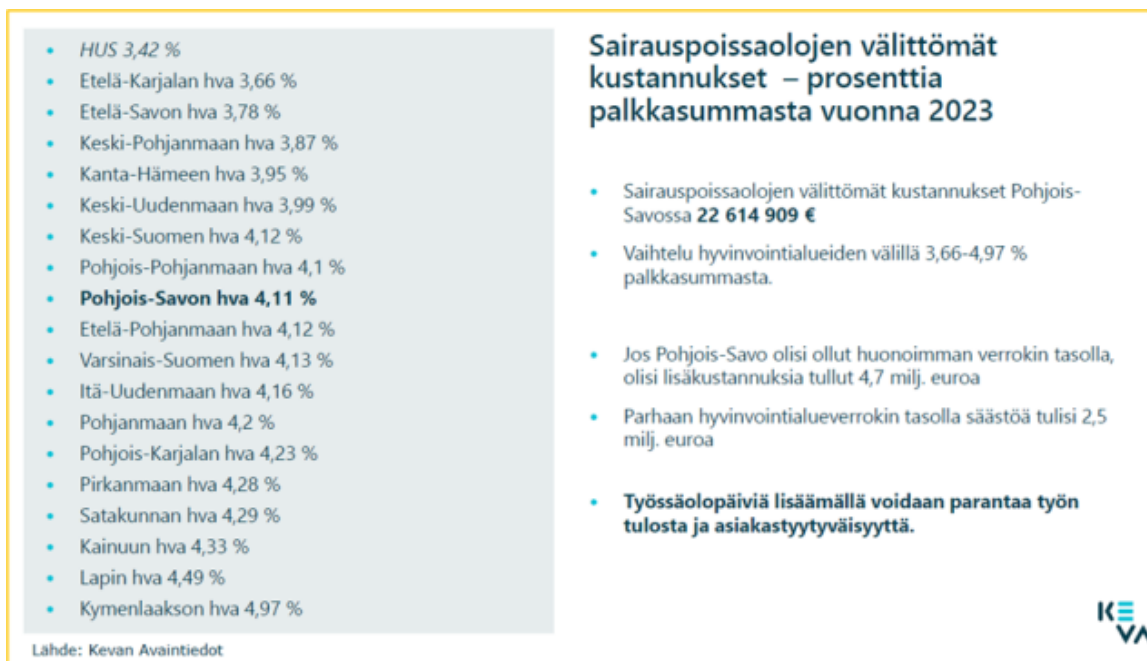 HUS 3,42 %
Etelä-Karjalan hva 3,66 %
Etelä-Savon hva 3,78 %
Keski-Pohjanmaan hva 3,87 %
Kanta-Hämeen hva 3,95 %
Keski-Uudenmaan hva 3,99 %
Keski-Suomen hva 4,12 %
Pohjois-Pohjanmaan hva 4,1 %
Pohjois-Savon hva 4,11 %
Etelä-Pohjanmaan hva 4,12 %
Varsinais-Suomen hva 4,13 %
Itä-Uudenmaan hva 4,16 %
Pohjanmaan hva 4,2 %
Pohjois-Karjalan hva 4,23 %
Pirkanmaan hva 4,28 %
Satakunnan hva 4,29 %
Kainuun hva 4,33 %
Lapin hva 4,49 %
Kymenlaakson hva 4,97 %
Lähde: Kevan Avaintiedot
Sairauspoissaolojen välittömät
kustannukset – prosenttia
palkkasummasta vuonna 2023
Sairauspoissaolojen välittömät kustannukset Pohjois-
Savossa 22 614 909 €
Vaihtelu hyvinvointialueiden välillä 3,66-4,97 %
palkkasummasta.
Jos Pohjois-Savo olisi ollut huonoimman verrokin tasolla,
olisi lisäkustannuksia tullut 4,7 milj. euroa
Parhaan hyvinvointialueverrokin tasolla säästöä tulisi 2,5
milj. euroa
Työssäolopäiviä lisäämällä voidaan parantaa työn
tulosta ja asiakastyytyväisyyttä.
KE
VA